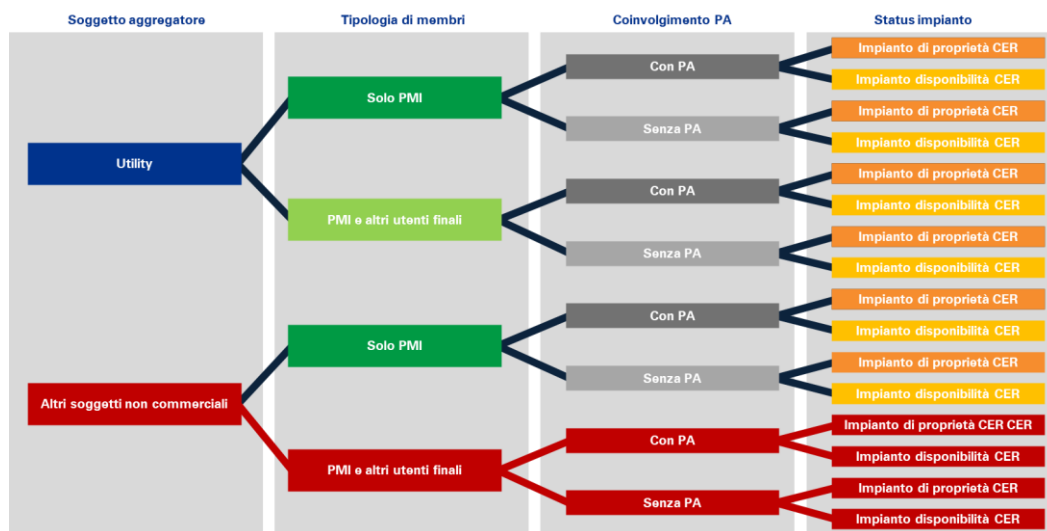 Soggetto aggregatore
Tipologia di membri
Coinvolgimento PA
Status impianto
Utility
Altri soggetti non commerciali
Solo PMI
PMI e altri utenti finali
Solo PMI
PMI e altri utenti finali
Con PA
Senza PA
Con PA
Senza PA
Con PA
Senza PA
Con PA
Senza PA
Impianto di proprietà CER
Impianto disponibilità CER
Impianto di proprietà CER
Impianto disponibilità CER
Impianto di proprietà CER
Impianto disponibilità CER
Impianto di proprietà CER
Impianto disponibilità CER
Impianto di proprietà CER
Impianto disponibilità CER
Impianto di proprietà CER
Impianto disponibilità CER
Impianto di proprietà CER CER
Impianto disponibilità CER
Impianto di proprietà CER
Impianto disponibilità CER